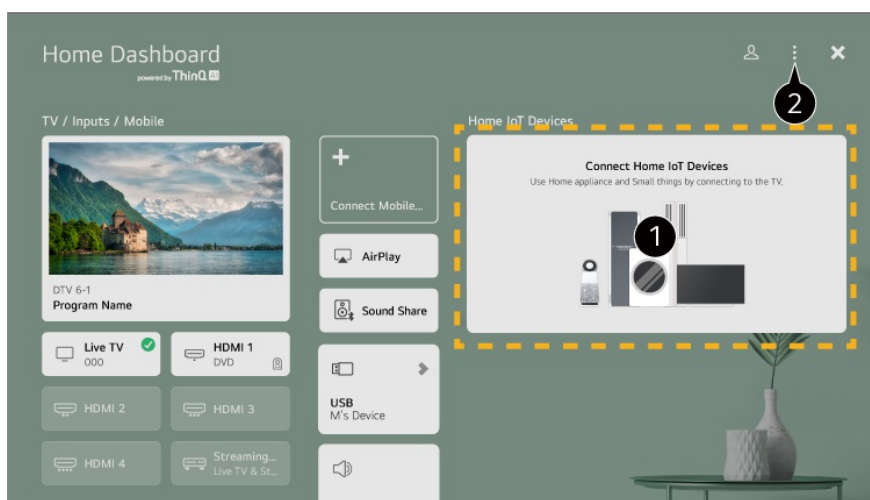 Home Dashboard
powered by ThinQ AI
2
TV / Inputs / Mobile
Home IoT Devices
DTV 6-1
Program Name
Live TV
000
HDMI 1
DVD
HDMI 2
HDMI 3
HDMI 4
Streaming...
Live TV & St...
+
Connect Mobile...
AirPlay
Sound Share
USB
M's Device
Connect Home IoT Devices
Use Home appliance and Small things by connecting to the TV.
1